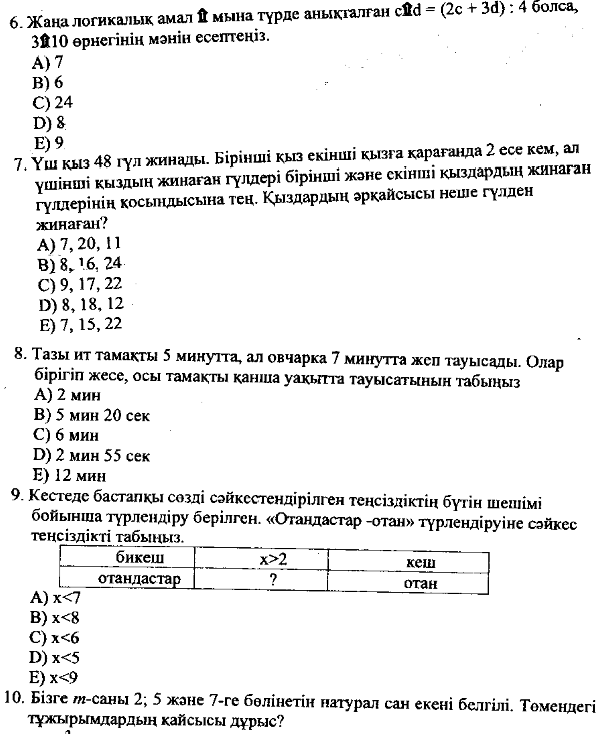 6. Жаңа логикалық амал ⇧ мына түрде анықталған c⇧d = (2c + 3d) : 4 болса,
3⇧10 өрнегінің мәнін есептеңіз.
A) 7
B) 6
C) 24
D) 8
E) 9
7. Үш қыз 48 гүл жинады. Бірінші қыз екінші қызға қарағанда 2 есе кем, ал
үшінші қыздың жинаған гүлдері бірінші және екінші қыздардың жинаған
гүлдерінің қосындысына тең. Қыздардың әрқайсысы неше гүлден
жинаған?
A) 7, 20, 11
B) 8, 16, 24
C) 9, 17, 22
D) 8, 18, 12
E) 7, 15, 22
8. Тазы ит тамақты 5 минутта, ал овчарка 7 минутта жеп тауысады. Олар
бірігіп жесе, осы тамақты қанша уақытта тауысатынын табыңыз
A) 2 мин
B) 5 мин 20 сек
C) 6 мин
D) 2 мин 55 сек
E) 12 мин
9. Кестеде бастапқы сөзді сәйкестендірілген теңсіздіктің бүтін шешімі
бойынша түрлендіру берілген. «Отандастар -отан» түрлендіруіне сәйкес
теңсіздікті табыңыз.
бикеш x>2 кеш
отандастар ? отан
A) x<7
B) x<8
C) x<6
D) x<5
E) x<9
10. Бізге m-саны 2; 5 және 7-ге бөлінетін натурал сан екені белгілі. Төмендегі
тұжырымдардың қайсысы дұрыс?